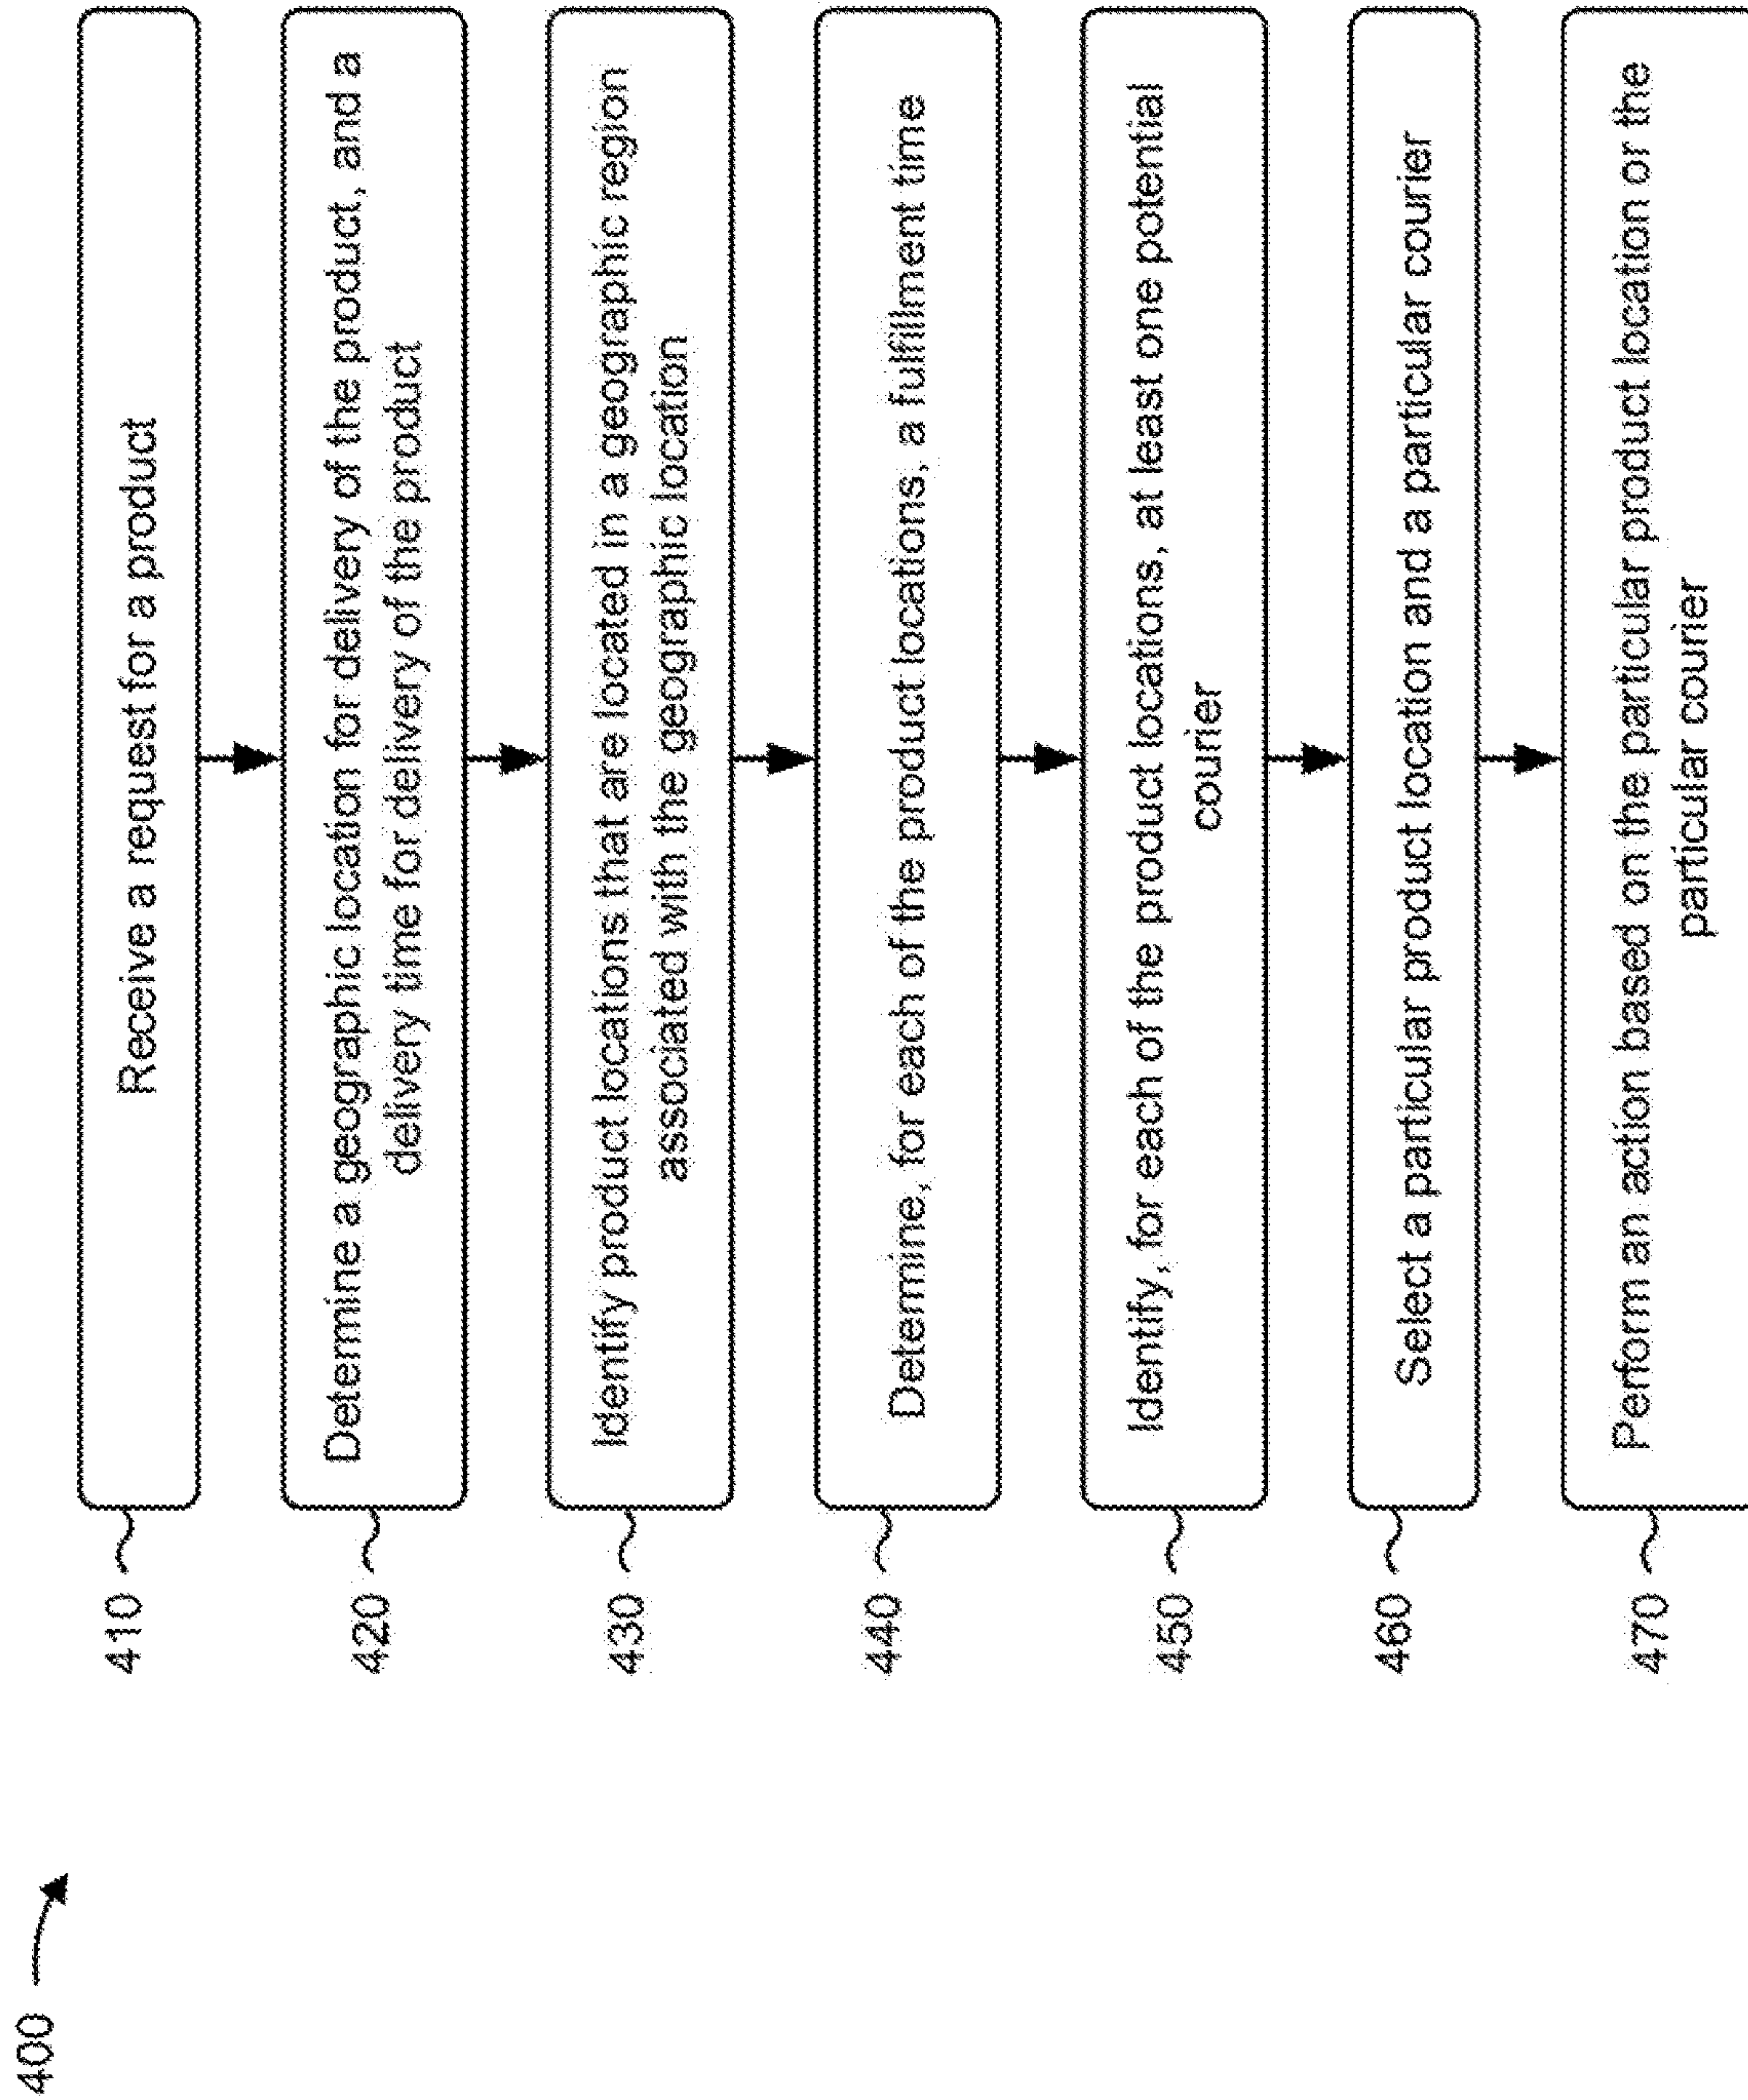 400
410
Receive a request for a product
420
Determine a geographic location for delivery of the product, and a
delivery time for delivery of the product
430
Identify product locations that are located in a geographic region
associated with the geographic location
440
Determine, for each of the product locations, a fulfillment time
450
Identify, for each of the product locations, at least one potential
courier
460
Select a particular product location and a particular courier
470
Perform an action based on the particular product location or the
particular courier